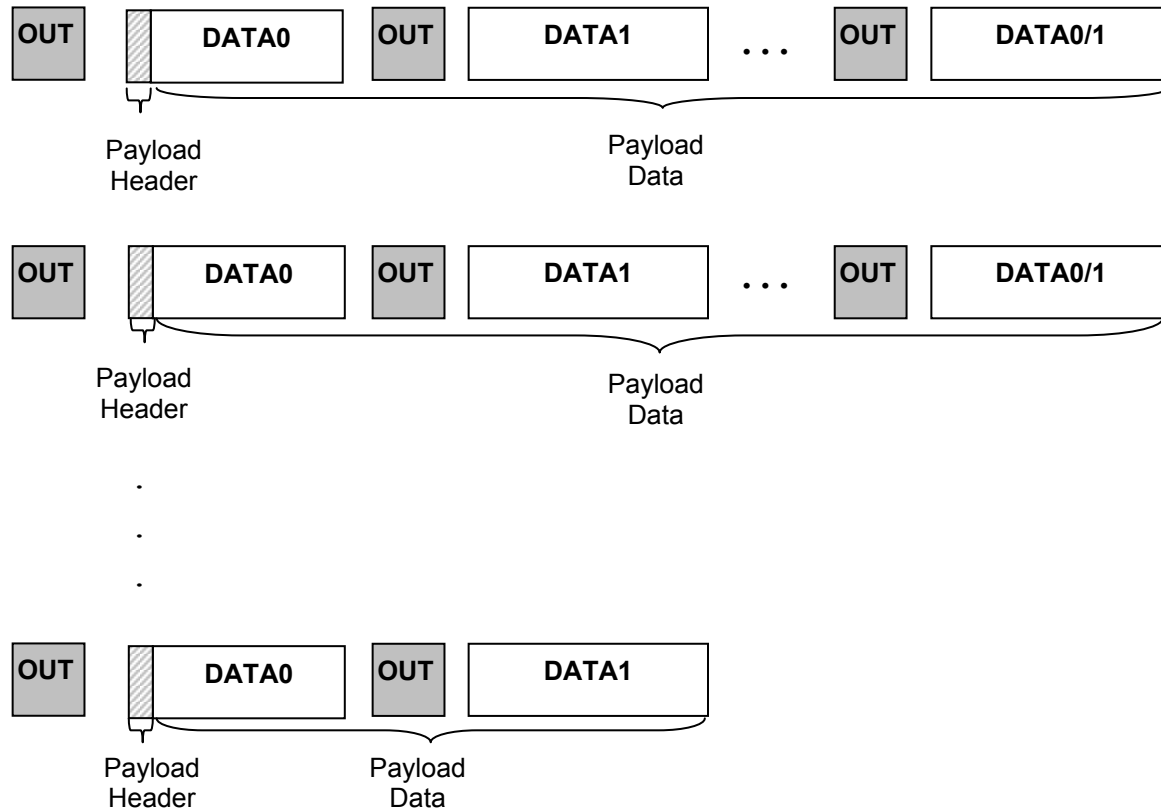 OUT DATA0 OUT DATA1 ... OUT DATA0/1
Payload Header
Payload Data
OUT DATA0 OUT DATA1 ... OUT DATA0/1
Payload Header
Payload Data
.
.
.
OUT DATA0 OUT DATA1
Payload Header
Payload Data